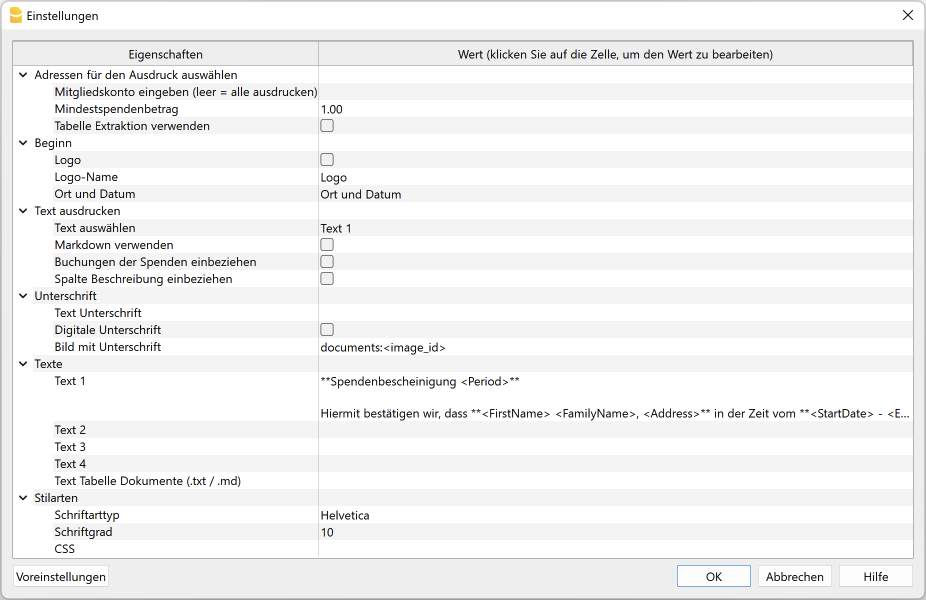 Einstellungen
Eigenschaften Wert (klicken Sie auf die Zelle, um den Wert zu bearbeiten)
Adressen für den Ausdruck auswählen
Mitgliedskonto eingeben (leer = alle ausdrucken)
Mindestspendenbetrag 1.00
Tabelle Extraktion verwenden
Beginn
Logo
Logo-Name Logo
Ort und Datum Ort und Datum
Text ausdrucken
Text auswählen Text 1
Markdown verwenden
Buchungen der Spenden einbeziehen
Spalte Beschreibung einbeziehen
Unterschrift
Text Unterschrift
Digitale Unterschrift
Bild mit Unterschrift documents:<image_id>
Texte
Text 1 **Spendenbescheinigung <Period>**
Hiermit bestätigen wir, dass **<FirstName> <FamilyName>, <Address>** in der Zeit vom **<StartDate> - <E...
Text 2
Text 3
Text 4
Text Tabelle Dokumente (.txt / .md)
Stilarten
Schriftarttyp Helvetica
Schriftgrad 10
CSS
Voreinstellungen OK Abbrechen Hilfe